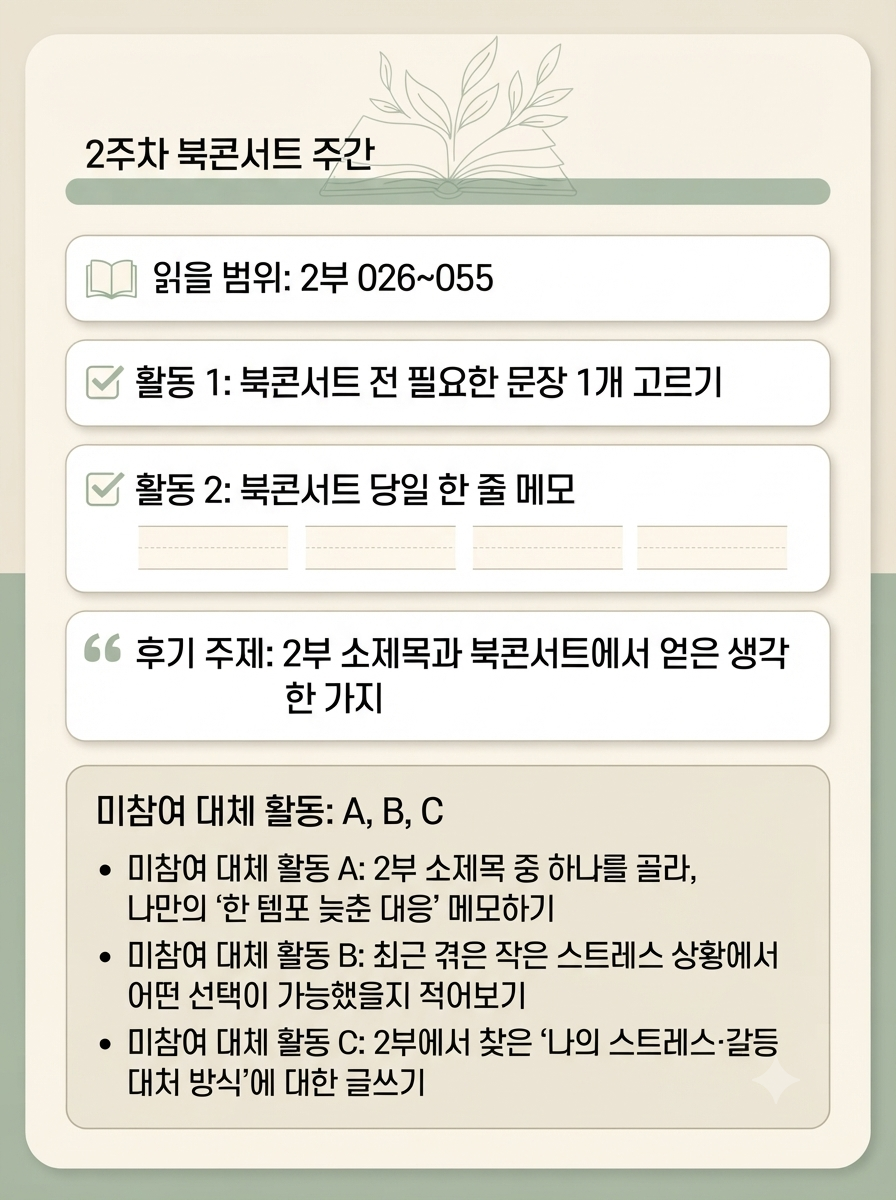 2주차 북콘서트 주간
읽을 범위: 2부 026~055
활동 1: 북콘서트 전 필요한 문장 1개 고르기
활동 2: 북콘서트 당일 한 줄 메모
“ 후기 주제: 2부 소제목과 북콘서트에서 얻은 생각
한 가지
미참여 대체 활동: A, B, C
• 미참여 대체 활동 A: 2부 소제목 중 하나를 골라,
나만의 ‘한 템포 늦춘 대응’ 메모하기
• 미참여 대체 활동 B: 최근 겪은 작은 스트레스 상황에서
어떤 선택이 가능했을지 적어보기
• 미참여 대체 활동 C: 2부에서 찾은 ‘나의 스트레스·갈등
대처 방식’에 대한 글쓰기